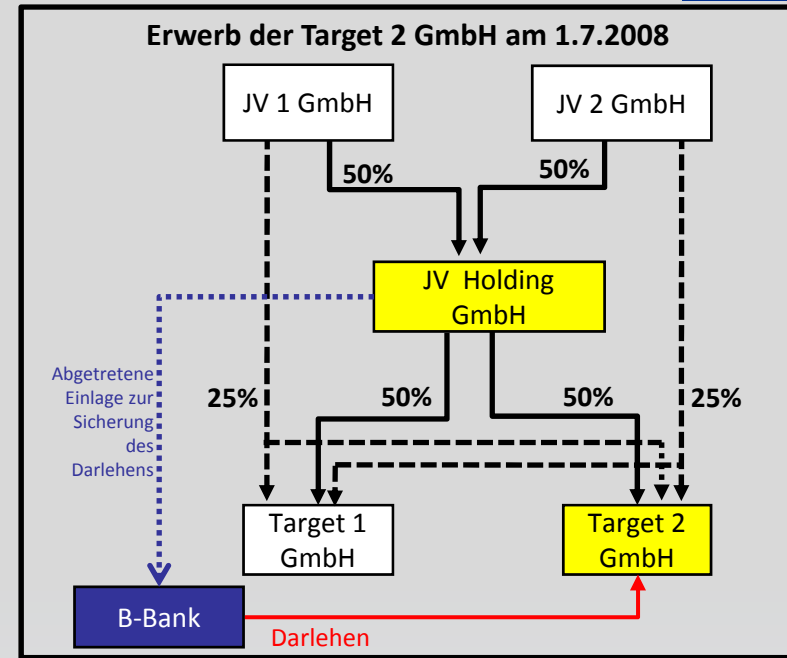 Erwerb der Target 2 GmbH am 1.7.2008
JV 1 GmbH
JV 2 GmbH
50%
50%
JV Holding
GmbH
Abgetretene
Einlage zur
Sicherung
des
Darlehens
25%
50%
50%
25%
Target 1
GmbH
Target 2
GmbH
B-Bank
Darlehen